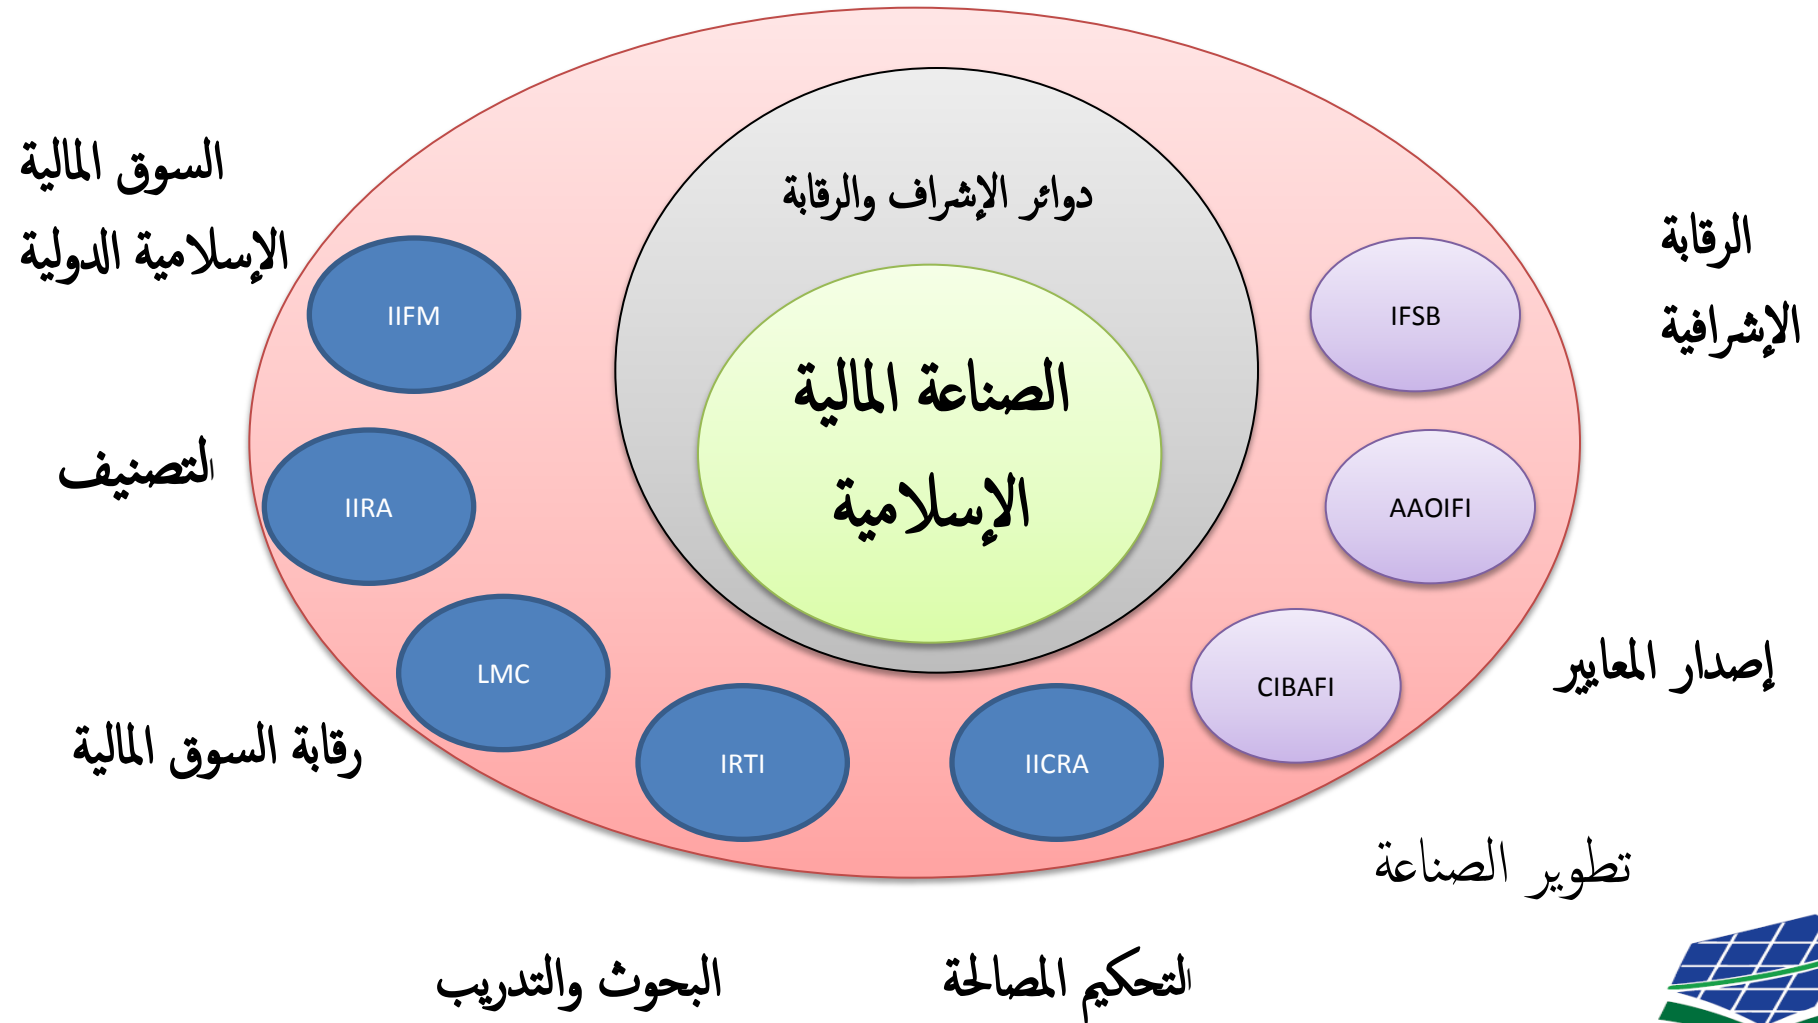 السوق المالية
الإسلامية الدولية
دوائر الإشراف والرقابة
الرقابة
الإشرافية
IIFM
IFSB
الصناعة المالية
الإسلامية
التصنيف
IIRA
AAOIFI
LMC
CIBAFI
إصدار المعايير
رقابة السوق المالية
IRTI
IICRA
تطوير الصناعة
البحوث والتدريب
التحكيم المصالحة